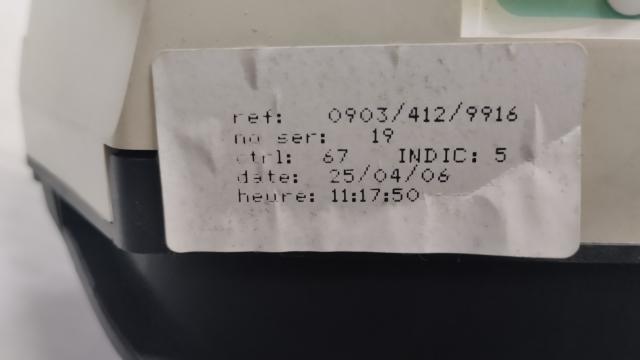 ref: 0903/412/9916
no ser: 19
ctrl: 67 INDIC: 5
date: 25/04/06
heure: 11:17:50